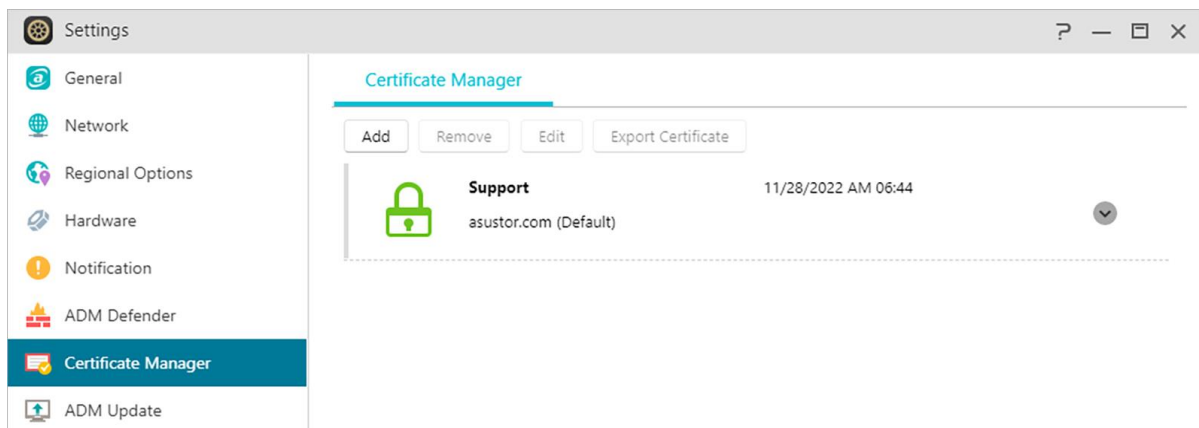 Settings
General
Network
Regional Options
Hardware
Notification
ADM Defender
Certificate Manager
ADM Update
Certificate Manager
Add Remove Edit Export Certificate
Support 11/28/2022 AM 06:44
asustor.com (Default)